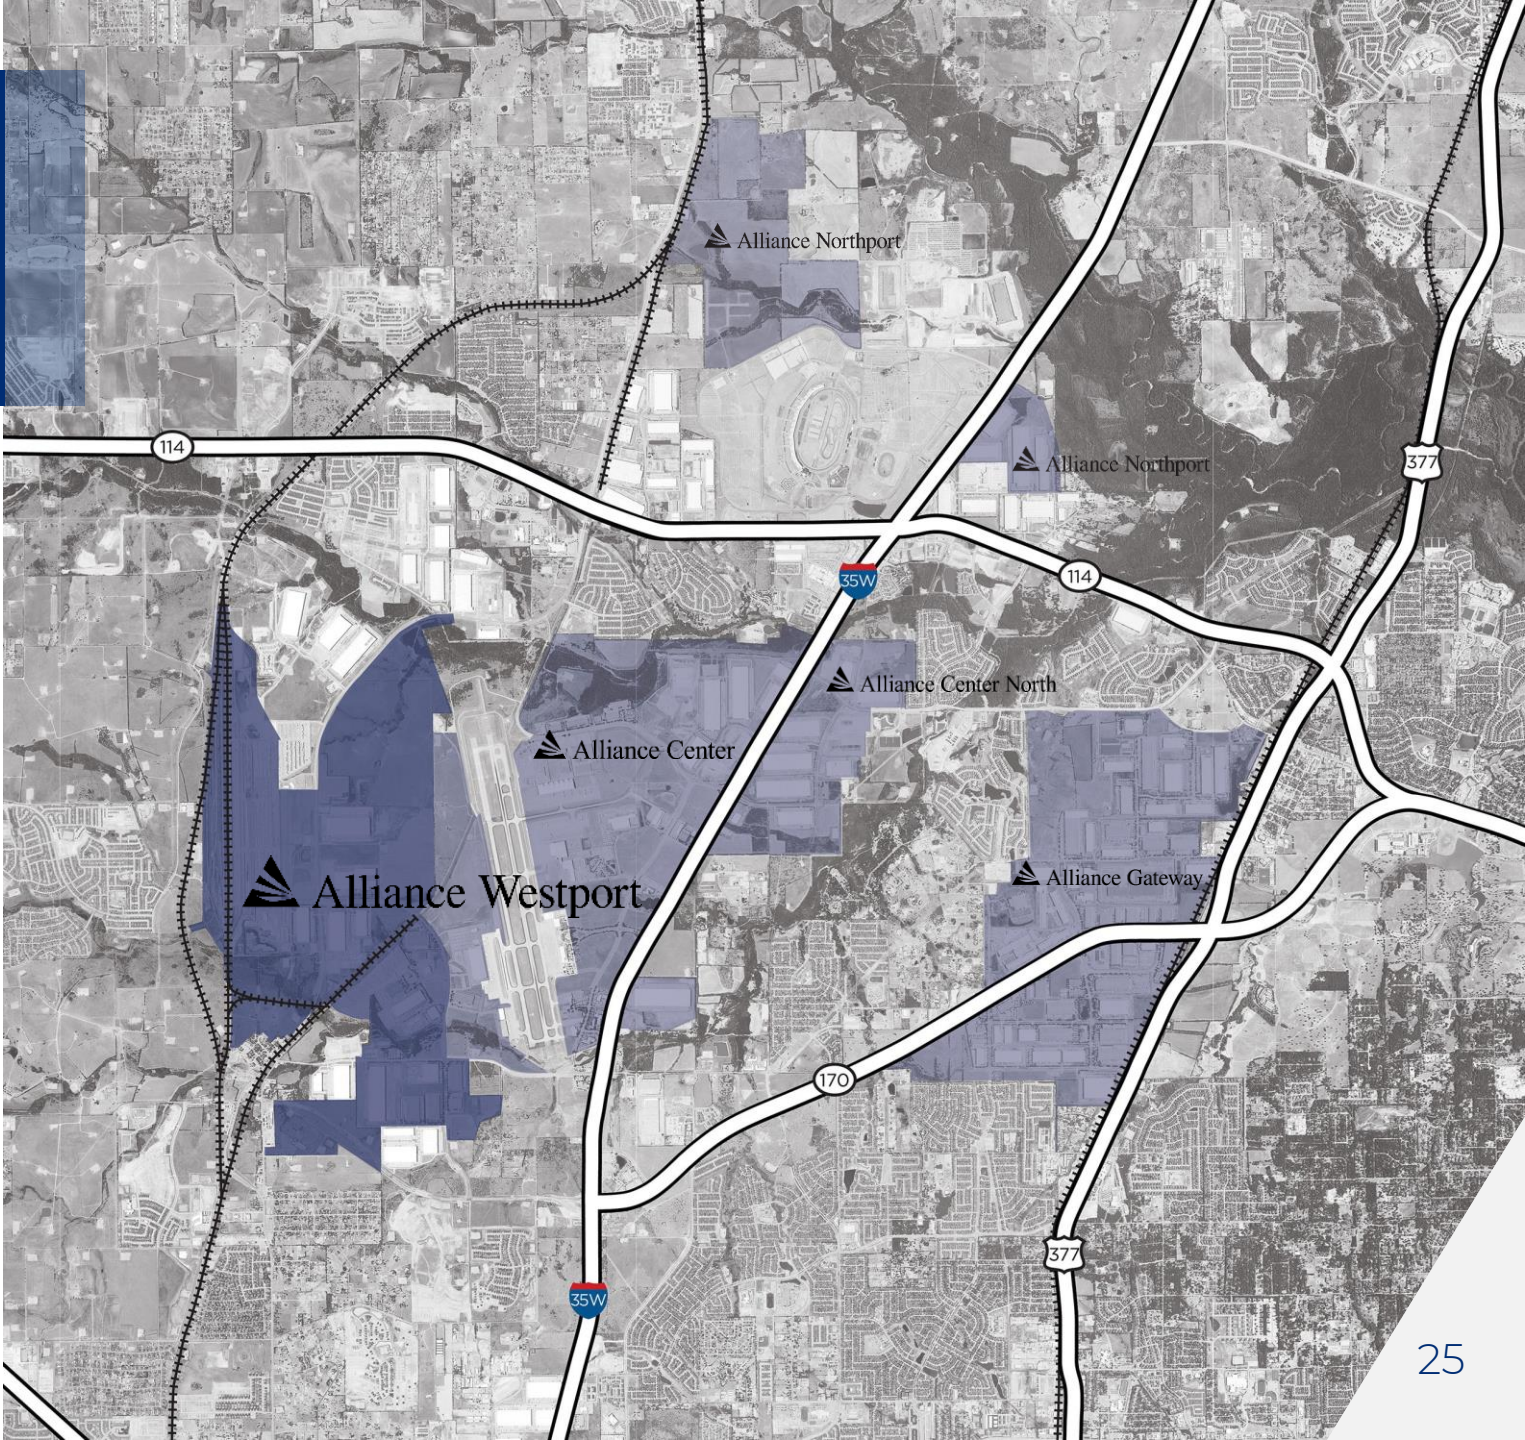 Alliance Northport
114
Alliance Northport
377
35W
114
Alliance Center North
Alliance Center
Alliance Westport
Alliance Gateway
170
377
35W
25